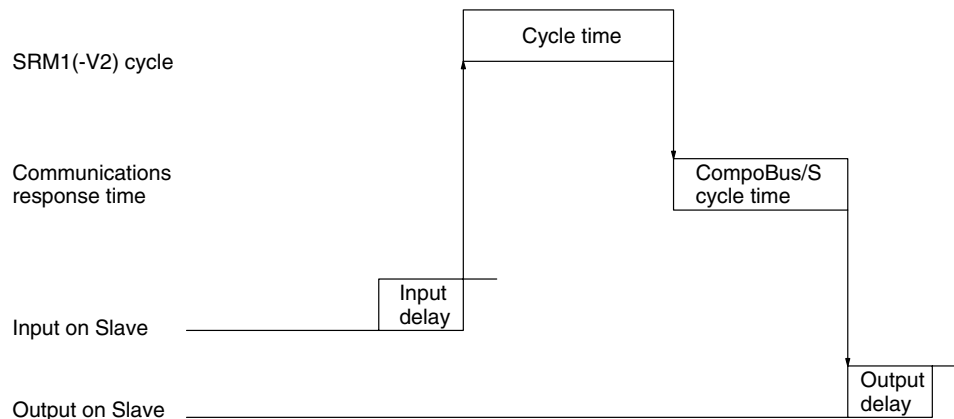 Cycle time
SRM1(-V2) cycle
Communications
response time
CompoBus/S
cycle time
Input
delay
Input on Slave
Output
delay
Output on Slave